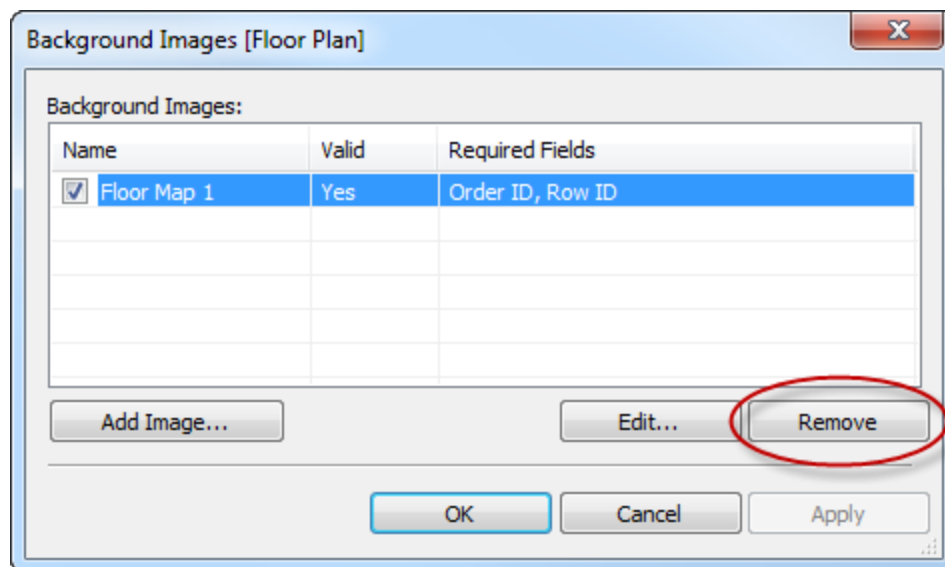 Background Images [Floor Plan]
Background Images:
Name Valid Required Fields
Floor Map 1 Yes Order ID, Row ID
Add Image... Edit... Remove
OK Cancel Apply